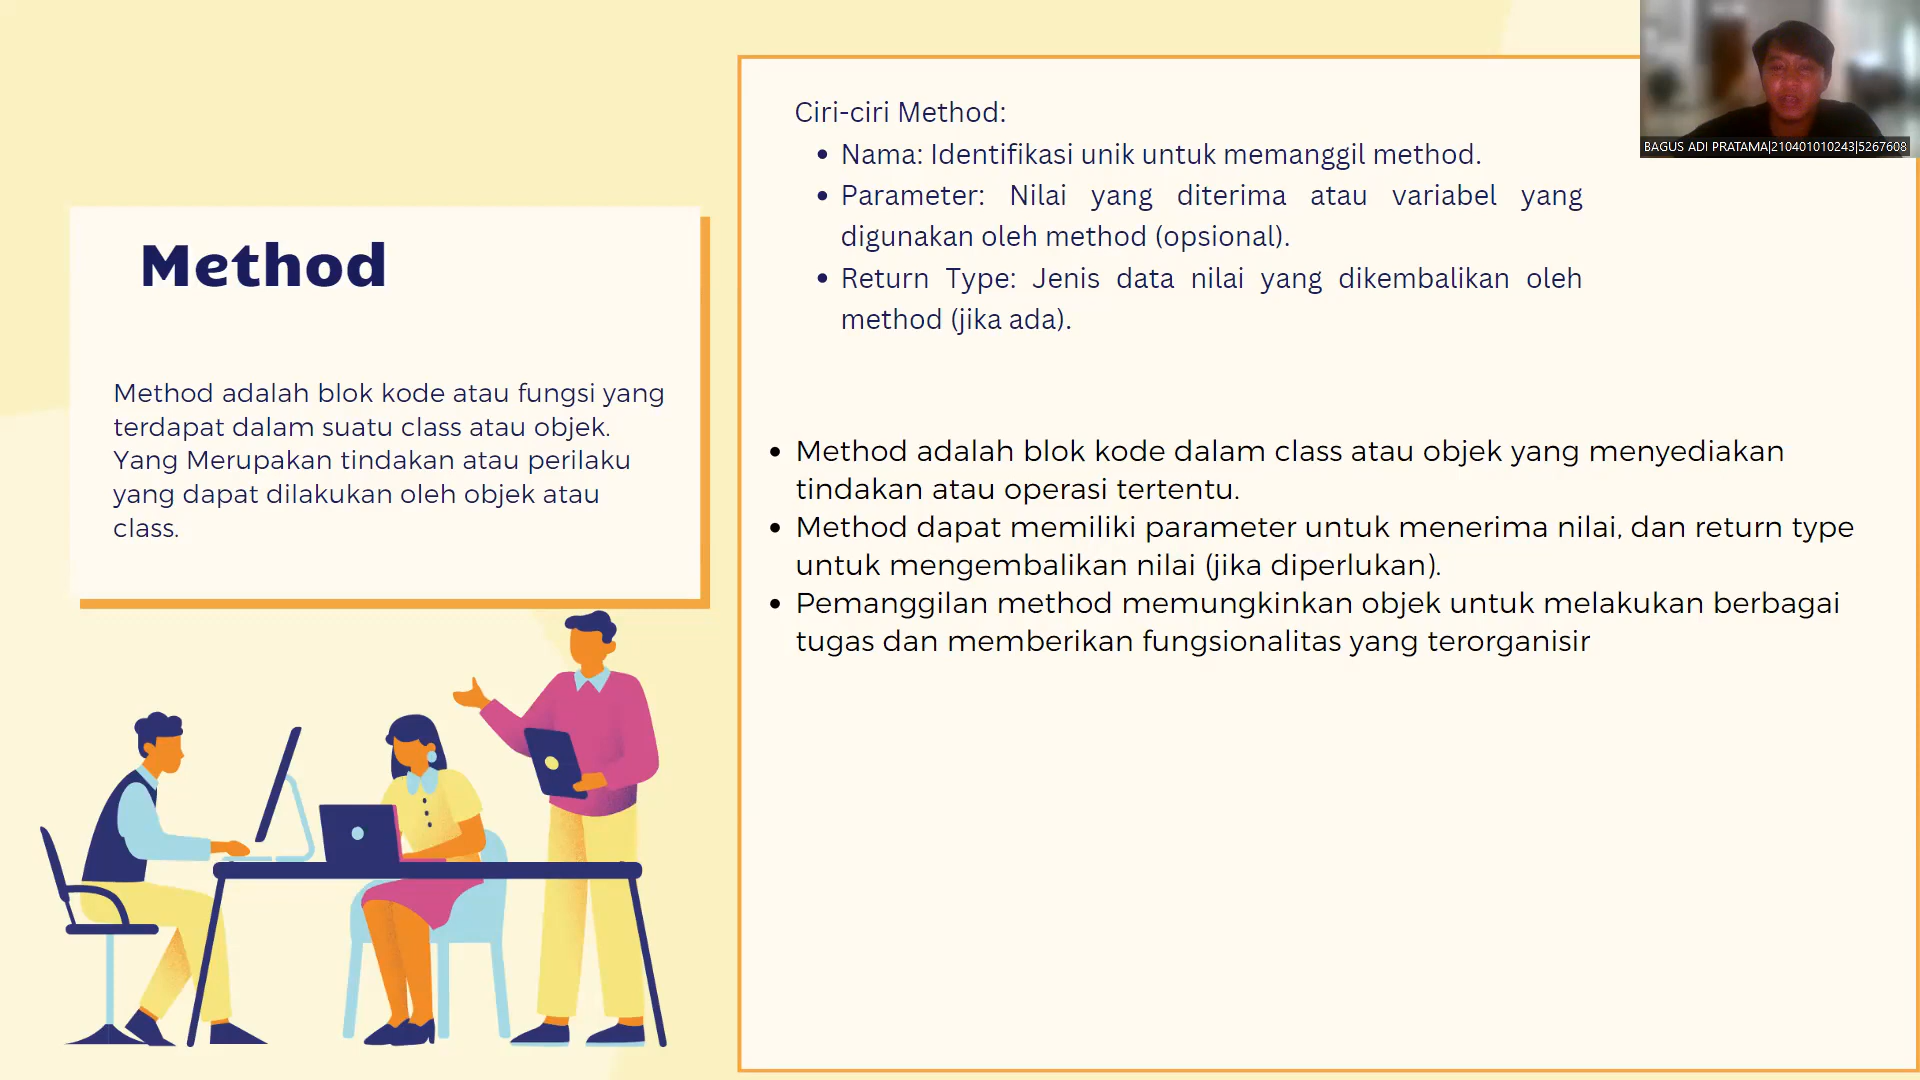 Method
Method adalah blok kode atau fungsi yang
terdapat dalam suatu class atau objek.
Yang Merupakan tindakan atau perilaku
yang dapat dilakukan oleh objek atau
class.
Ciri-ciri Method:
• Nama: Identifikasi unik untuk memanggil method.
• Parameter: Nilai yang diterima atau variabel yang
digunakan oleh method (opsional).
• Return Type: Jenis data nilai yang dikembalikan oleh
method (jika ada).
• Method adalah blok kode dalam class atau objek yang menyediakan
tindakan atau operasi tertentu.
• Method dapat memiliki parameter untuk menerima nilai, dan return type
untuk mengembalikan nilai (jika diperlukan).
• Pemanggilan method memungkinkan objek untuk melakukan berbagai
tugas dan memberikan fungsionalitas yang terorganisir
BAGUS ADI PRATAMA|210401010243|5267608